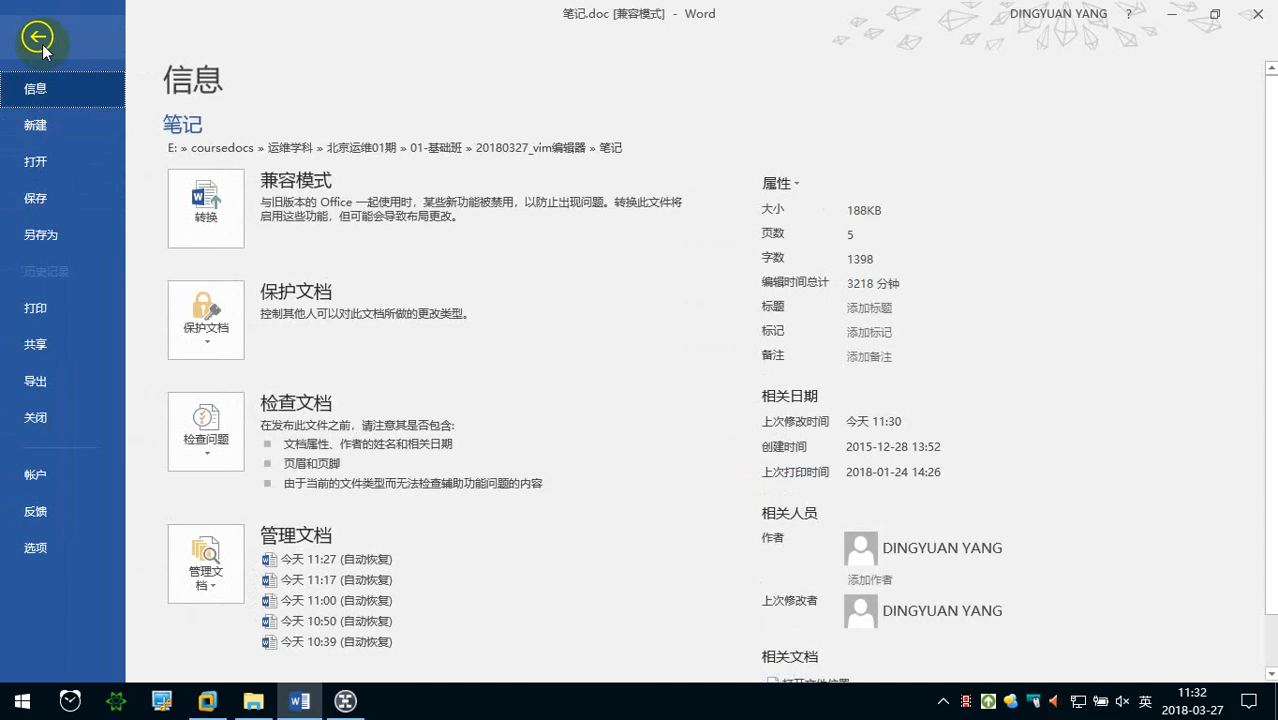 笔记.doc [兼容模式] - Word
DINGYUAN YANG
?
信息
新建
打开
保存
另存为
历史记录
打印
共享
导出
关闭
帐户
反馈
选项
信息
笔记
E: » coursedocs » 运维学科 » 北京运维01期 » 01-基础班 » 20180327_vim编辑器 » 笔记
转换
兼容模式
与旧版本的 Office 一起使用时，某些新功能被禁用，以防止出现问题。转换此文件将
启用这些功能，但可能会导致布局更改。
保护文档
保护文档
控制其他人可以对此文档所做的更改类型。
检查问题
检查文档
在发布此文件之前，请注意其是否包含:
文档属性、作者的姓名和相关日期
页眉和页脚
由于当前的文件类型而无法检查辅助功能问题的内容
管理文
档
管理文档
今天 11:27 (自动恢复)
今天 11:17 (自动恢复)
今天 11:00 (自动恢复)
今天 10:50 (自动恢复)
今天 10:39 (自动恢复)
属性
大小 188KB
页数 5
字数 1398
编辑时间总计 3218 分钟
标题 添加标题
标记 添加标记
备注 添加备注
相关日期
上次修改时间 今天 11:30
创建时间 2015-12-28 13:52
上次打印时间 2018-01-24 14:26
相关人员
作者 DINGYUAN YANG
添加作者
上次修改者 DINGYUAN YANG
相关文档
打开文件位置
英
11:32
2018-03-27